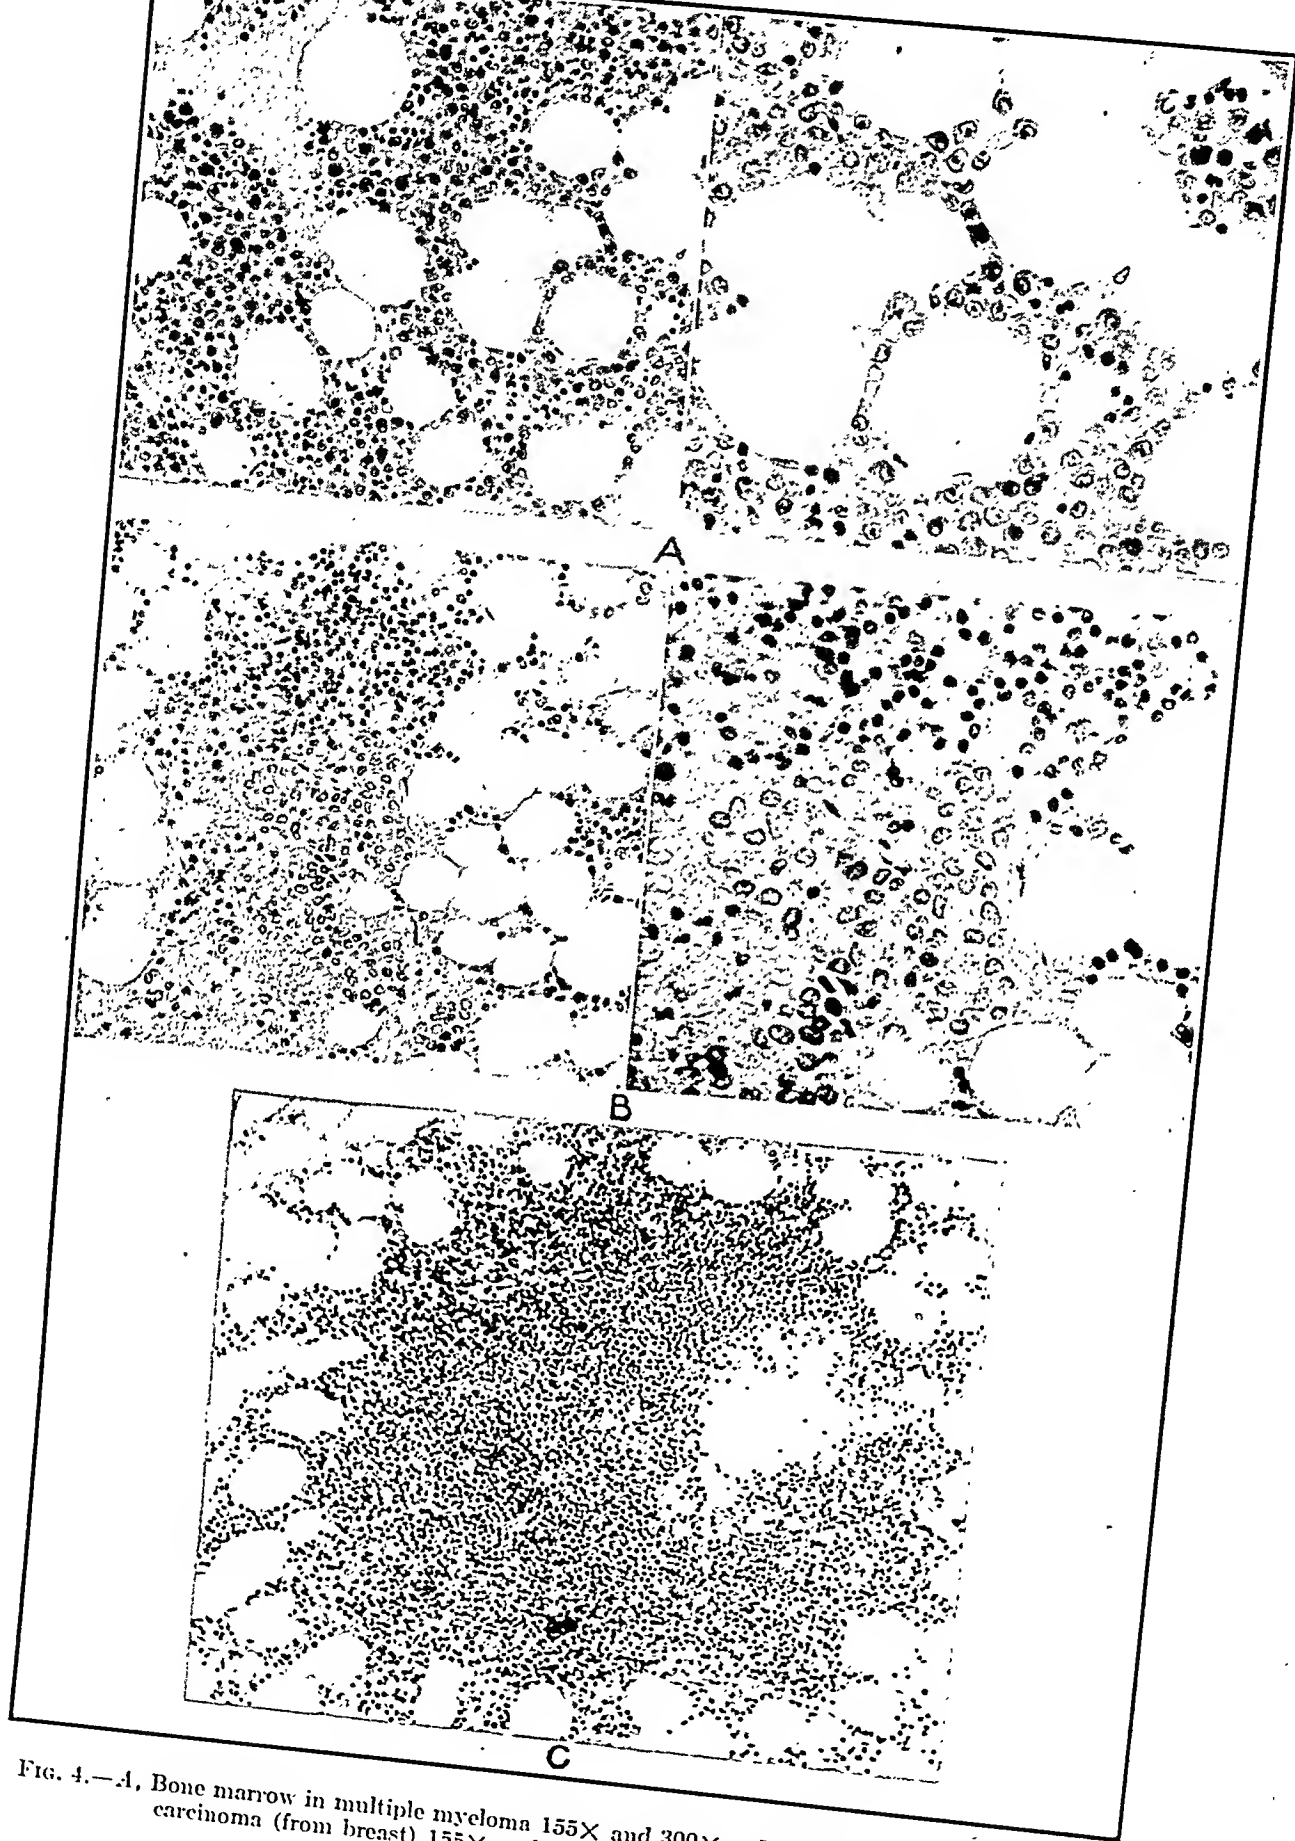 A
B
C
FIG. 4.—A, Bone marrow in multiple myeloma 155× and 300×
carcinoma (from breast) 155×